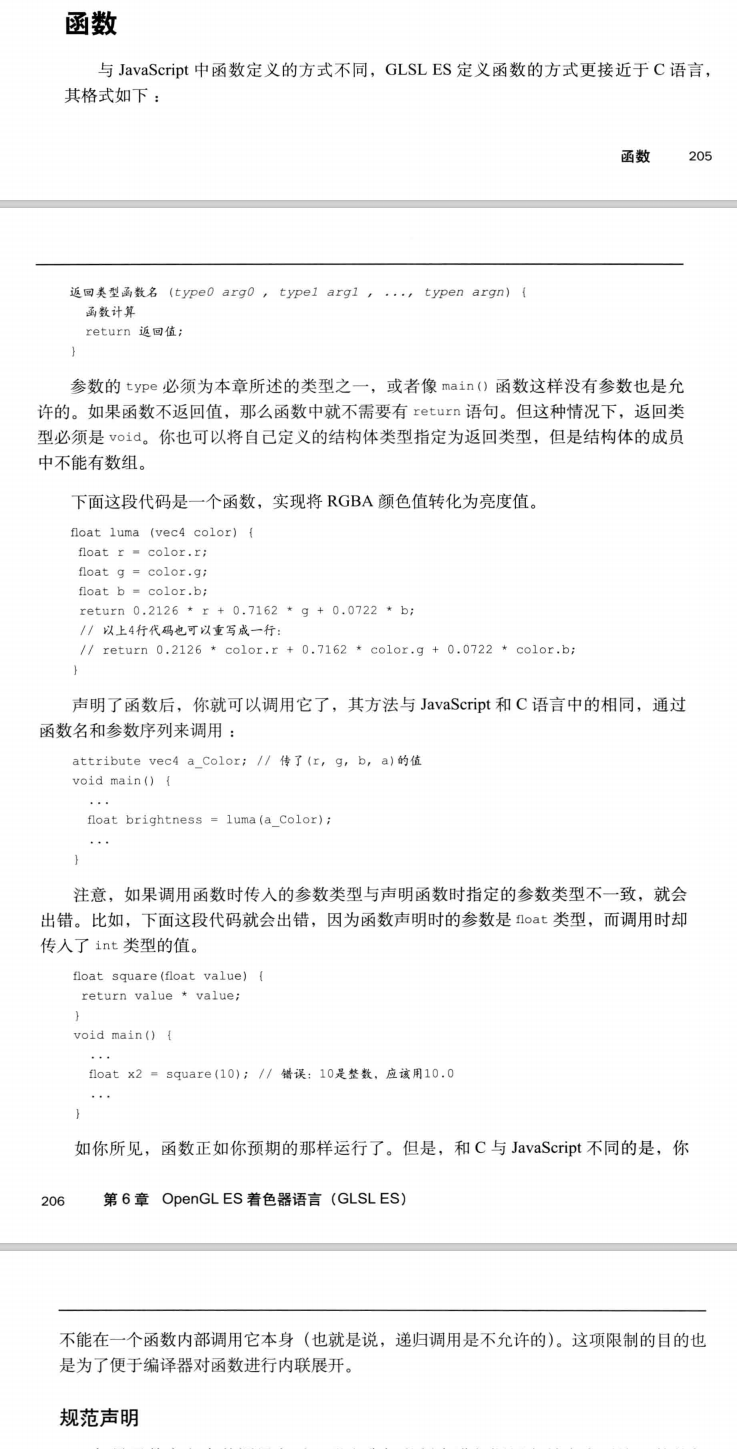 函数
与 JavaScript 中函数定义的方式不同，GLSL ES 定义函数的方式更接近于 C 语言，
其格式如下：
函数 205
返回类型函数名 (type0 arg0 , type1 arg1 , ..., typen argn) {
函数计算
return 返回值;
}
参数的 type 必须为本章所述的类型之一，或者像 main() 函数这样没有参数也是允
许的。如果函数不返回值，那么函数中就不需要有 return 语句。但这种情况下，返回类
型必须是 void。你也可以将自己定义的结构体类型指定为返回类型，但是结构体的成员
中不能有数组。
下面这段代码是一个函数，实现将 RGBA 颜色值转化为亮度值。
float luma (vec4 color) {
float r = color.r;
float g = color.g;
float b = color.b;
return 0.2126 * r + 0.7162 * g + 0.0722 * b;
// 以上4行代码也可以重写成一行：
// return 0.2126 * color.r + 0.7162 * color.g + 0.0722 * color.b;
}
声明了函数后，你就可以调用它了，其方法与 JavaScript 和 C 语言中的相同，通过
函数名和参数序列来调用：
attribute vec4 a_Color; // 传了(r, g, b, a)的值
void main() {
...
float brightness = luma(a_Color);
...
}
注意，如果调用函数时传入的参数类型与声明函数时指定的参数类型不一致，就会
出错。比如，下面这段代码就会出错，因为函数声明时的参数是 float 类型，而调用时却
传入了 int 类型的值。
float square(float value) {
return value * value;
}
void main() {
...
float x2 = square(10); // 错误：10是整数，应该用10.0
...
}
如你所见，函数正如你预期的那样运行了。但是，和 C 与 JavaScript 不同的是，你
206 第 6 章 OpenGL ES 着色器语言（GLSL ES）
不能在一个函数内部调用它本身（也就是说，递归调用是不允许的）。这项限制的目的也
是为了便于编译器对函数进行内联展开。
规范声明